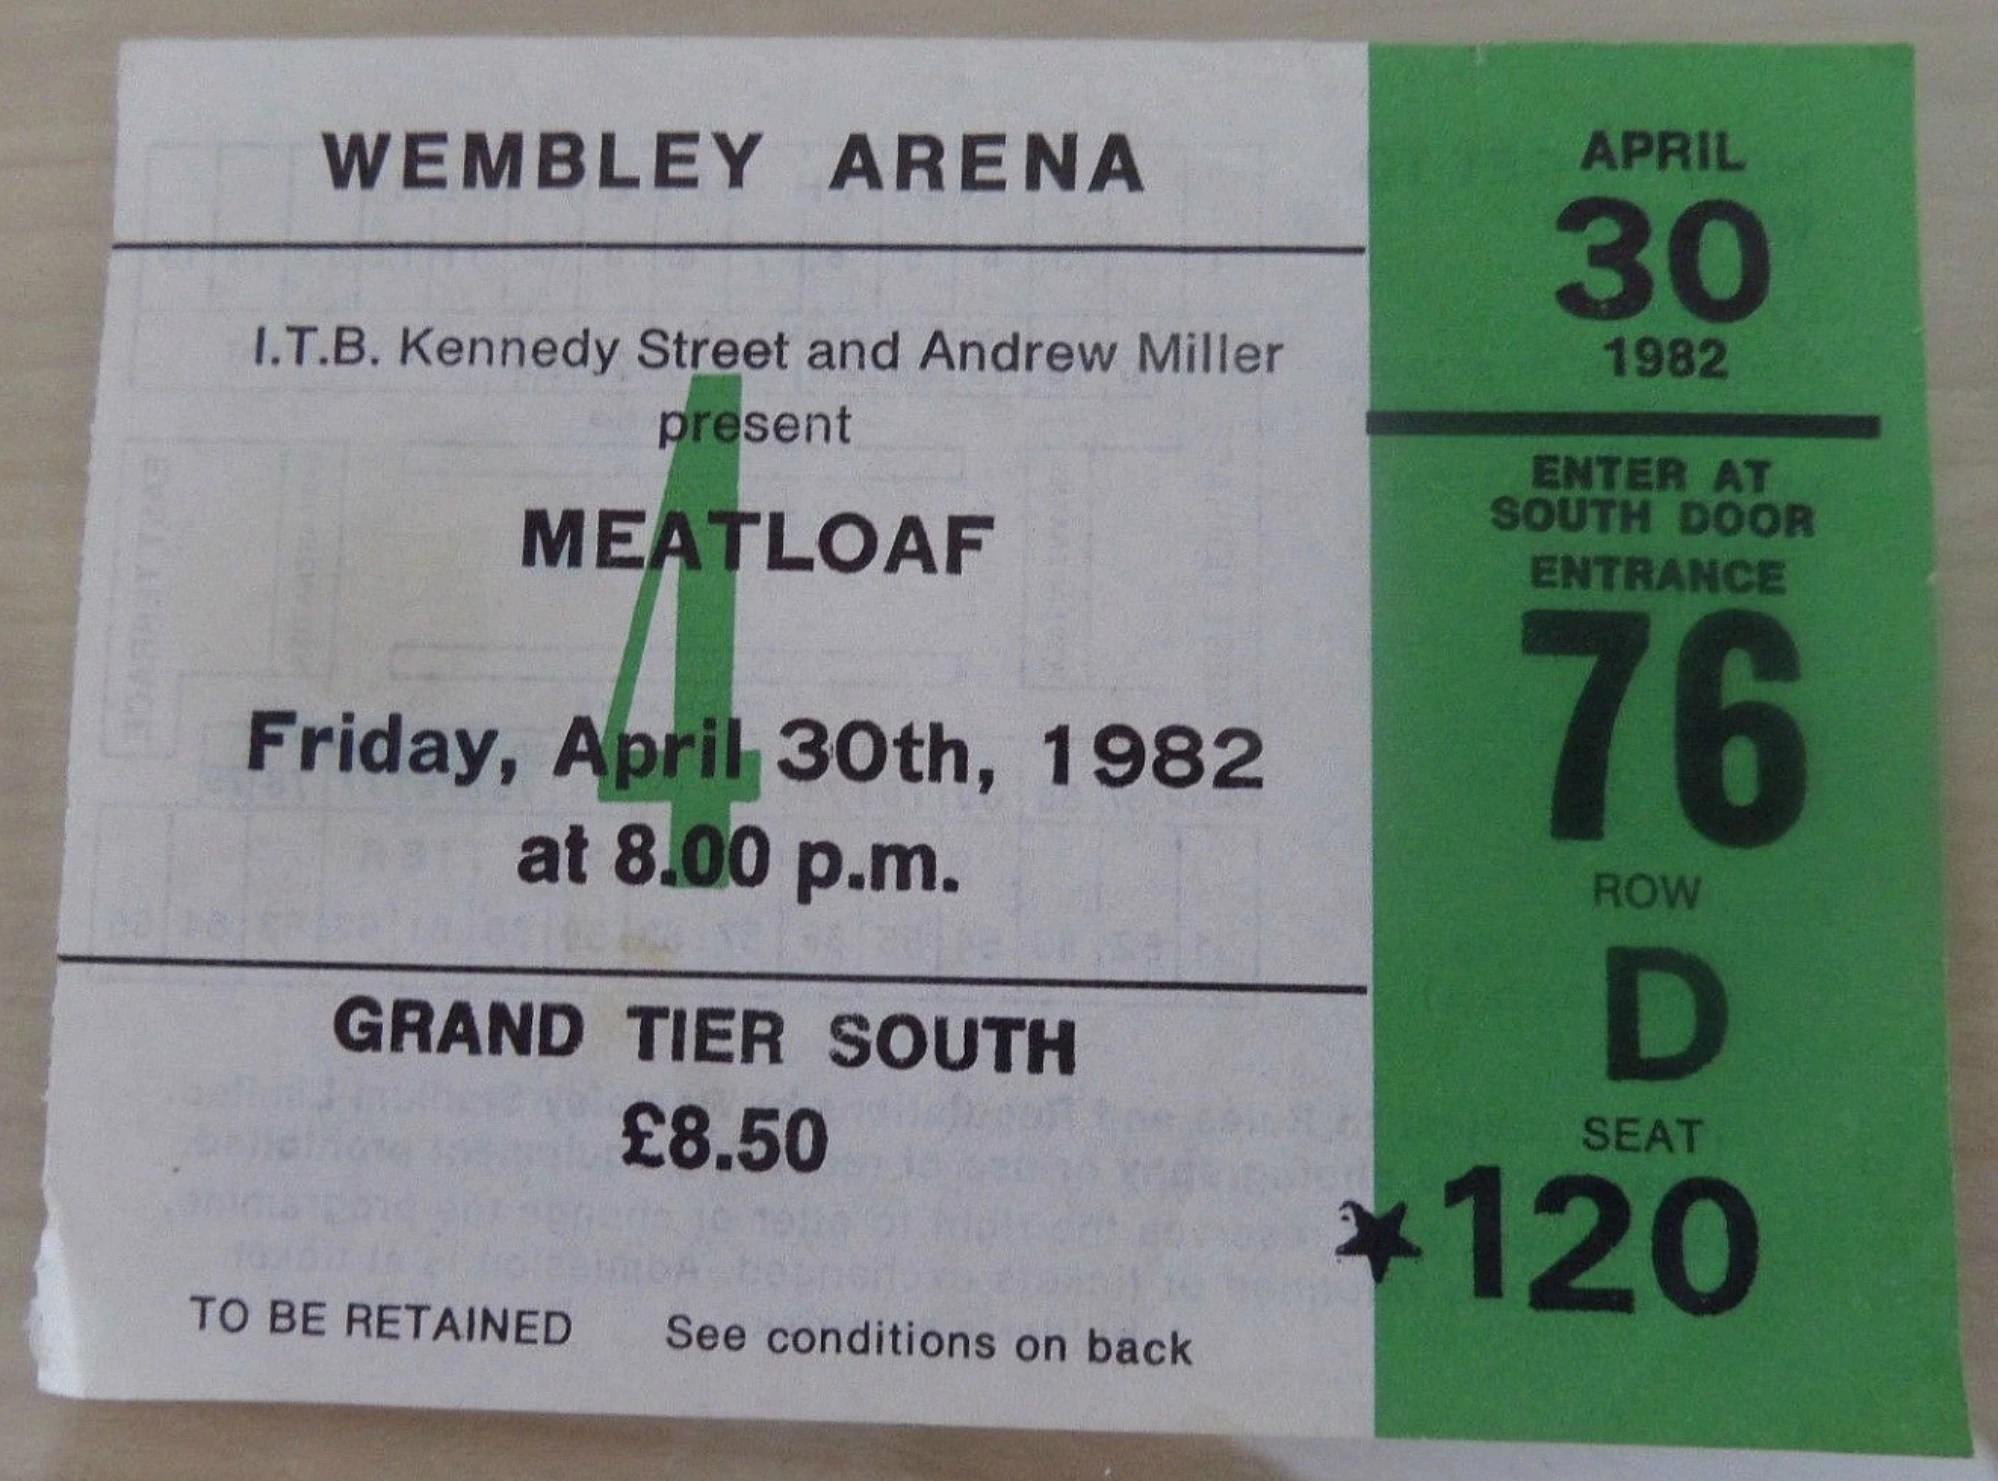 WEMBLEY ARENA
I.T.B. Kennedy Street and Andrew Miller
present
MEATLOAF
4
Friday, April 30th, 1982
at 8.00 p.m.
GRAND TIER SOUTH
£8.50
TO BE RETAINED See conditions on back
APRIL
30
1982
ENTER AT
SOUTH DOOR
ENTRANCE
76
ROW
D
SEAT
★120